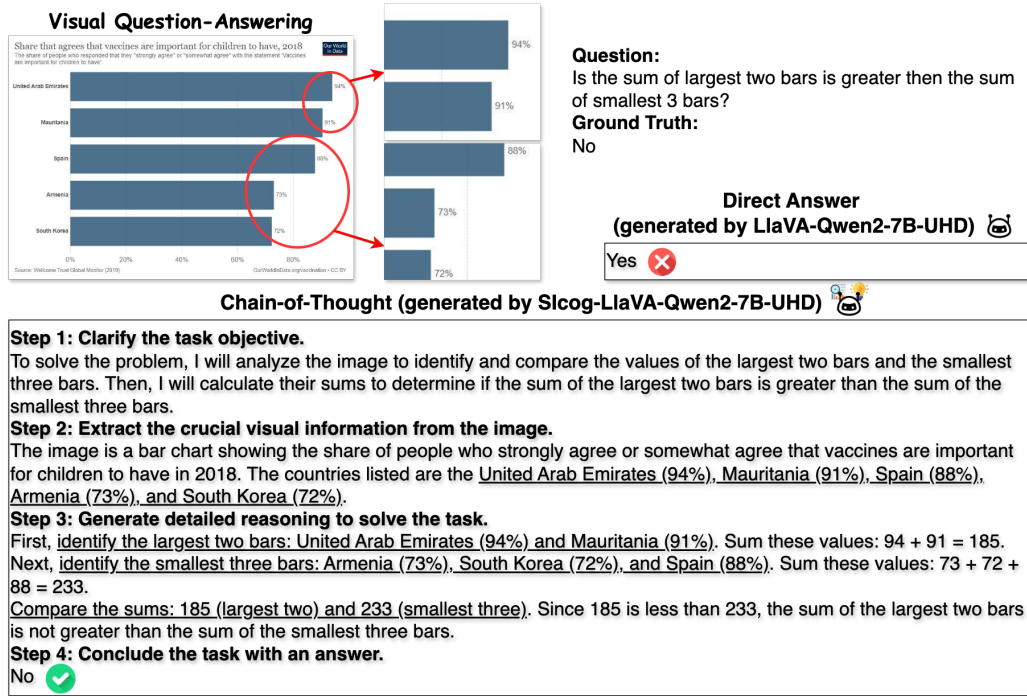 Visual Question-Answering
Share that agrees that vaccines are important for children to have, 2018
Our World
in Data
The share of people who responded that they "strongly agree" or "somewhat agree" with the statement 'Vaccines
are important for children to have'
United Arab Emirates
94%
Mauritania
91%
Spain
88%
Armenia
73%
South Korea
72%
0%
20%
40%
60%
80%
Source: Wellcome Trust Global Monitor (2019)
OurWorldInData.org/vaccination • CC BY
94%
91%
88%
73%
72%
Question:
Is the sum of largest two bars is greater then the sum
of smallest 3 bars?
Ground Truth:
No
Direct Answer
(generated by LlaVA-Qwen2-7B-UHD)
Yes
Chain-of-Thought (generated by SIcog-LlaVA-Qwen2-7B-UHD)
Step 1: Clarify the task objective.
To solve the problem, I will analyze the image to identify and compare the values of the largest two bars and the smallest
three bars. Then, I will calculate their sums to determine if the sum of the largest two bars is greater than the sum of the
smallest three bars.
Step 2: Extract the crucial visual information from the image.
The image is a bar chart showing the share of people who strongly agree or somewhat agree that vaccines are important
for children to have in 2018. The countries listed are the United Arab Emirates (94%), Mauritania (91%), Spain (88%),
Armenia (73%), and South Korea (72%).
Step 3: Generate detailed reasoning to solve the task.
First, identify the largest two bars: United Arab Emirates (94%) and Mauritania (91%). Sum these values: 94 + 91 = 185.
Next, identify the smallest three bars: Armenia (73%), South Korea (72%), and Spain (88%). Sum these values: 73 + 72 +
88 = 233.
Compare the sums: 185 (largest two) and 233 (smallest three). Since 185 is less than 233, the sum of the largest two bars
is not greater than the sum of the smallest three bars.
Step 4: Conclude the task with an answer.
No